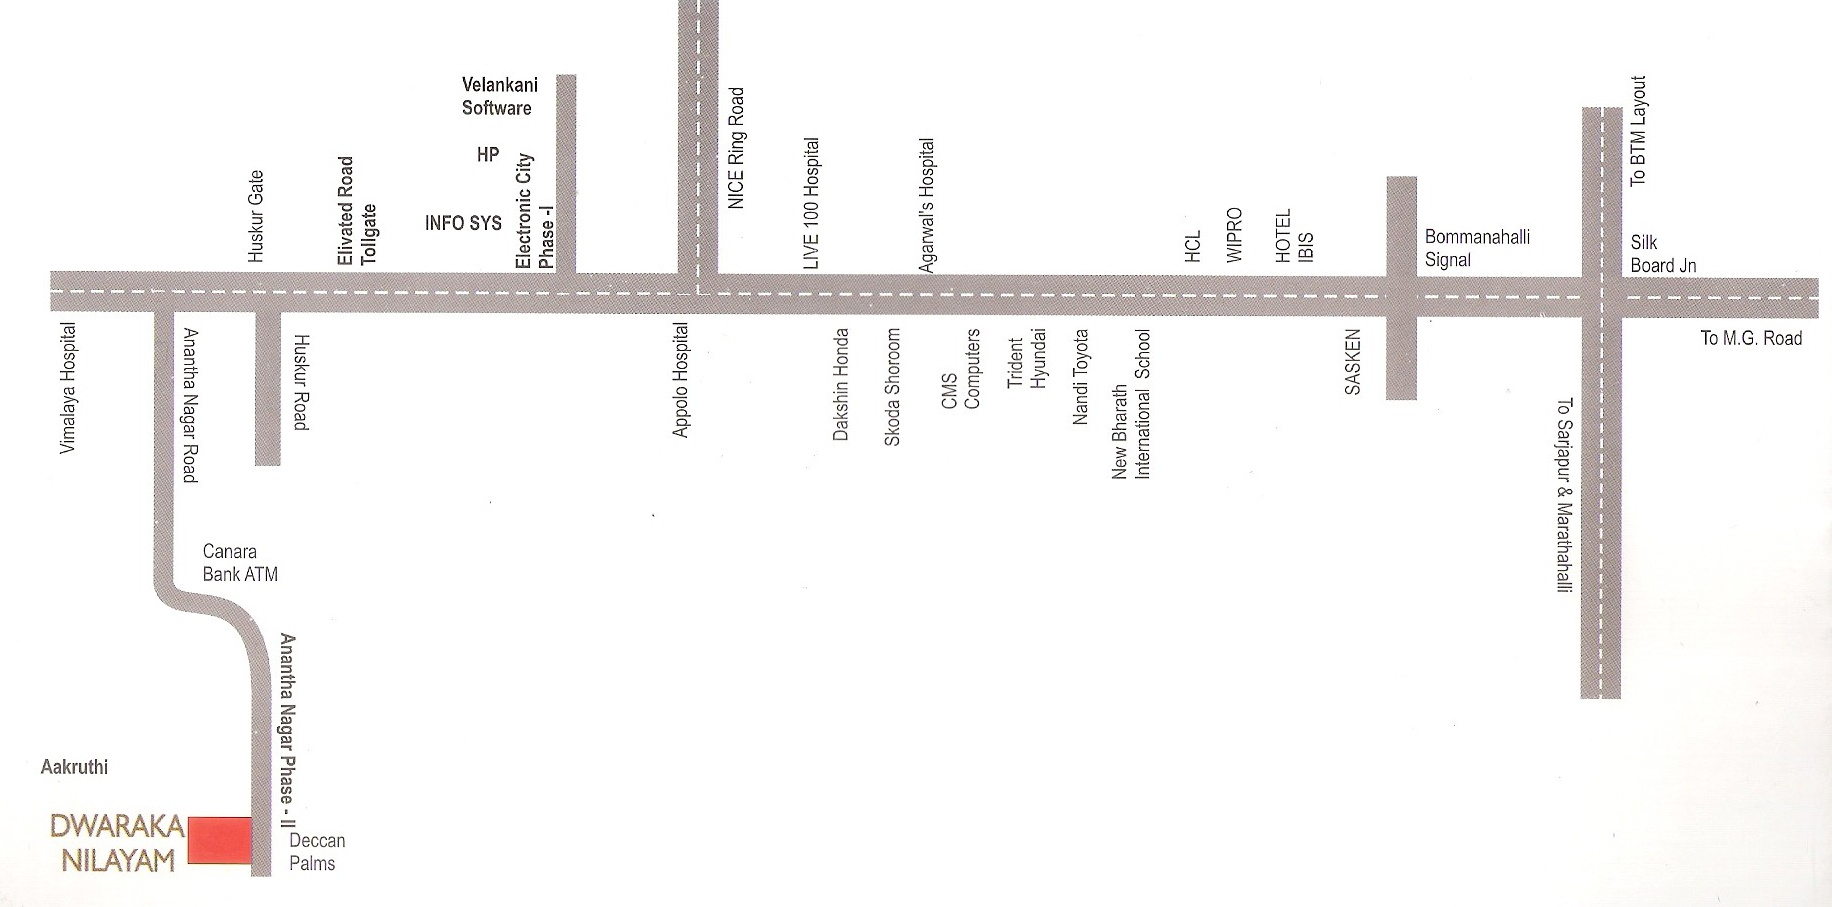 Velankani
Software
HP
INFO SYS
Electronic City
Phase -I
Elivated Road
Tollgate
Huskur Gate
NICE Ring Road
LIVE 100 Hospital
Agarwal's Hospital
HCL
WIPRO
HOTEL
IBIS
Bommanahalli
Signal
To BTM Layout
Silk
Board Jn
To M.G. Road
Vimalaya Hospital
Anantha Nagar Road
Huskur Road
Appolo Hospital
Dakshin Honda
Skoda Shoroom
CMS
Computers
Trident
Hyundai
Nandi Toyota
New Bharath
International School
SASKEN
To Sarjapur & Marathahalli
Canara
Bank ATM
Anantha Nagar Phase - II
Aakruthi
DWARAKA
NILAYAM
Deccan
Palms